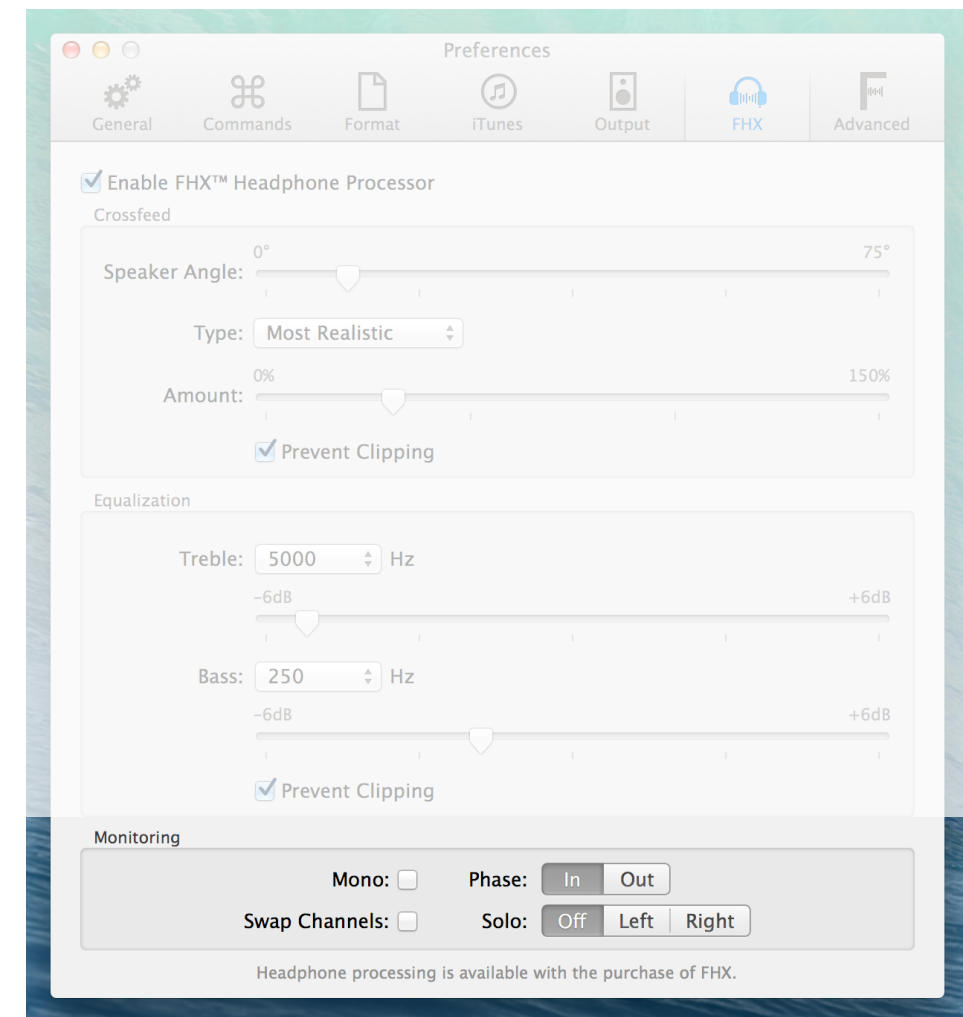 Preferences
General Commands Format iTunes Output FHX Advanced
Enable FHX™ Headphone Processor
Crossfeed
0° 75°
Speaker Angle:
Type: Most Realistic
0% 150%
Amount:
Prevent Clipping
Equalization
Treble: 5000 Hz
-6dB +6dB
Bass: 250 Hz
-6dB +6dB
Prevent Clipping
Monitoring
Mono: Phase: In Out
Swap Channels: Solo: Off Left Right
Headphone processing is available with the purchase of FHX.